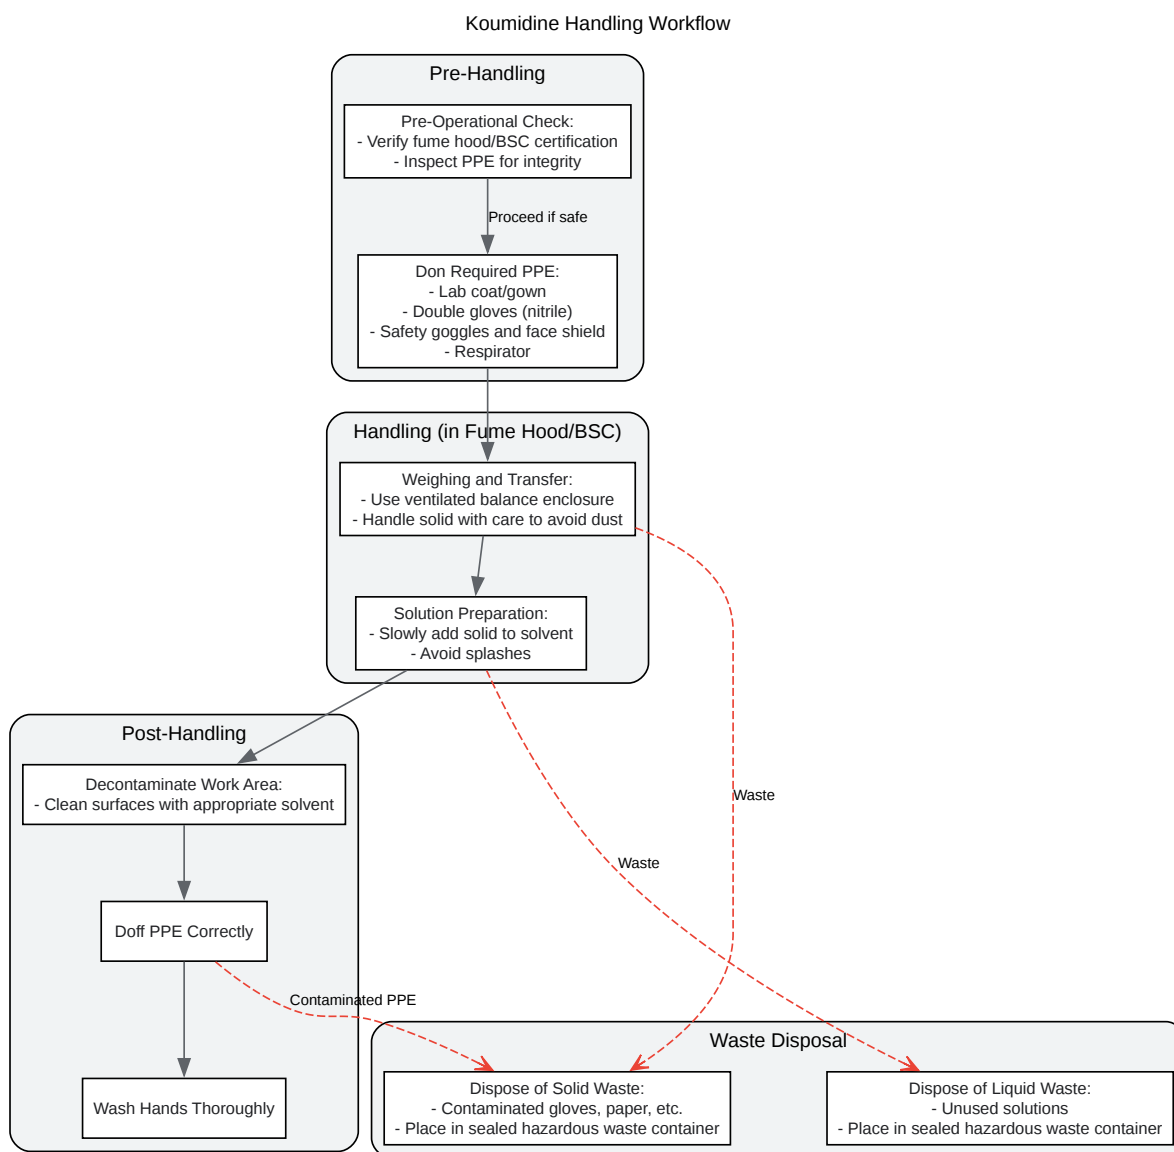 Koumidine Handling Workflow
Pre-Handling
Pre-Operational Check:
- Verify fume hood/BSC certification
- Inspect PPE for integrity
Proceed if safe
Don Required PPE:
- Lab coat/gown
- Double gloves (nitrile)
- Safety goggles and face shield
- Respirator
Handling (in Fume Hood/BSC)
Weighing and Transfer:
- Use ventilated balance enclosure
- Handle solid with care to avoid dust
Solution Preparation:
- Slowly add solid to solvent
- Avoid splashes
Post-Handling
Decontaminate Work Area:
- Clean surfaces with appropriate solvent
Waste
Waste
Doff PPE Correctly
Contaminated PPE
Wash Hands Thoroughly
Waste Disposal
Dispose of Solid Waste:
- Contaminated gloves, paper, etc.
- Place in sealed hazardous waste container
Dispose of Liquid Waste:
- Unused solutions
- Place in sealed hazardous waste container